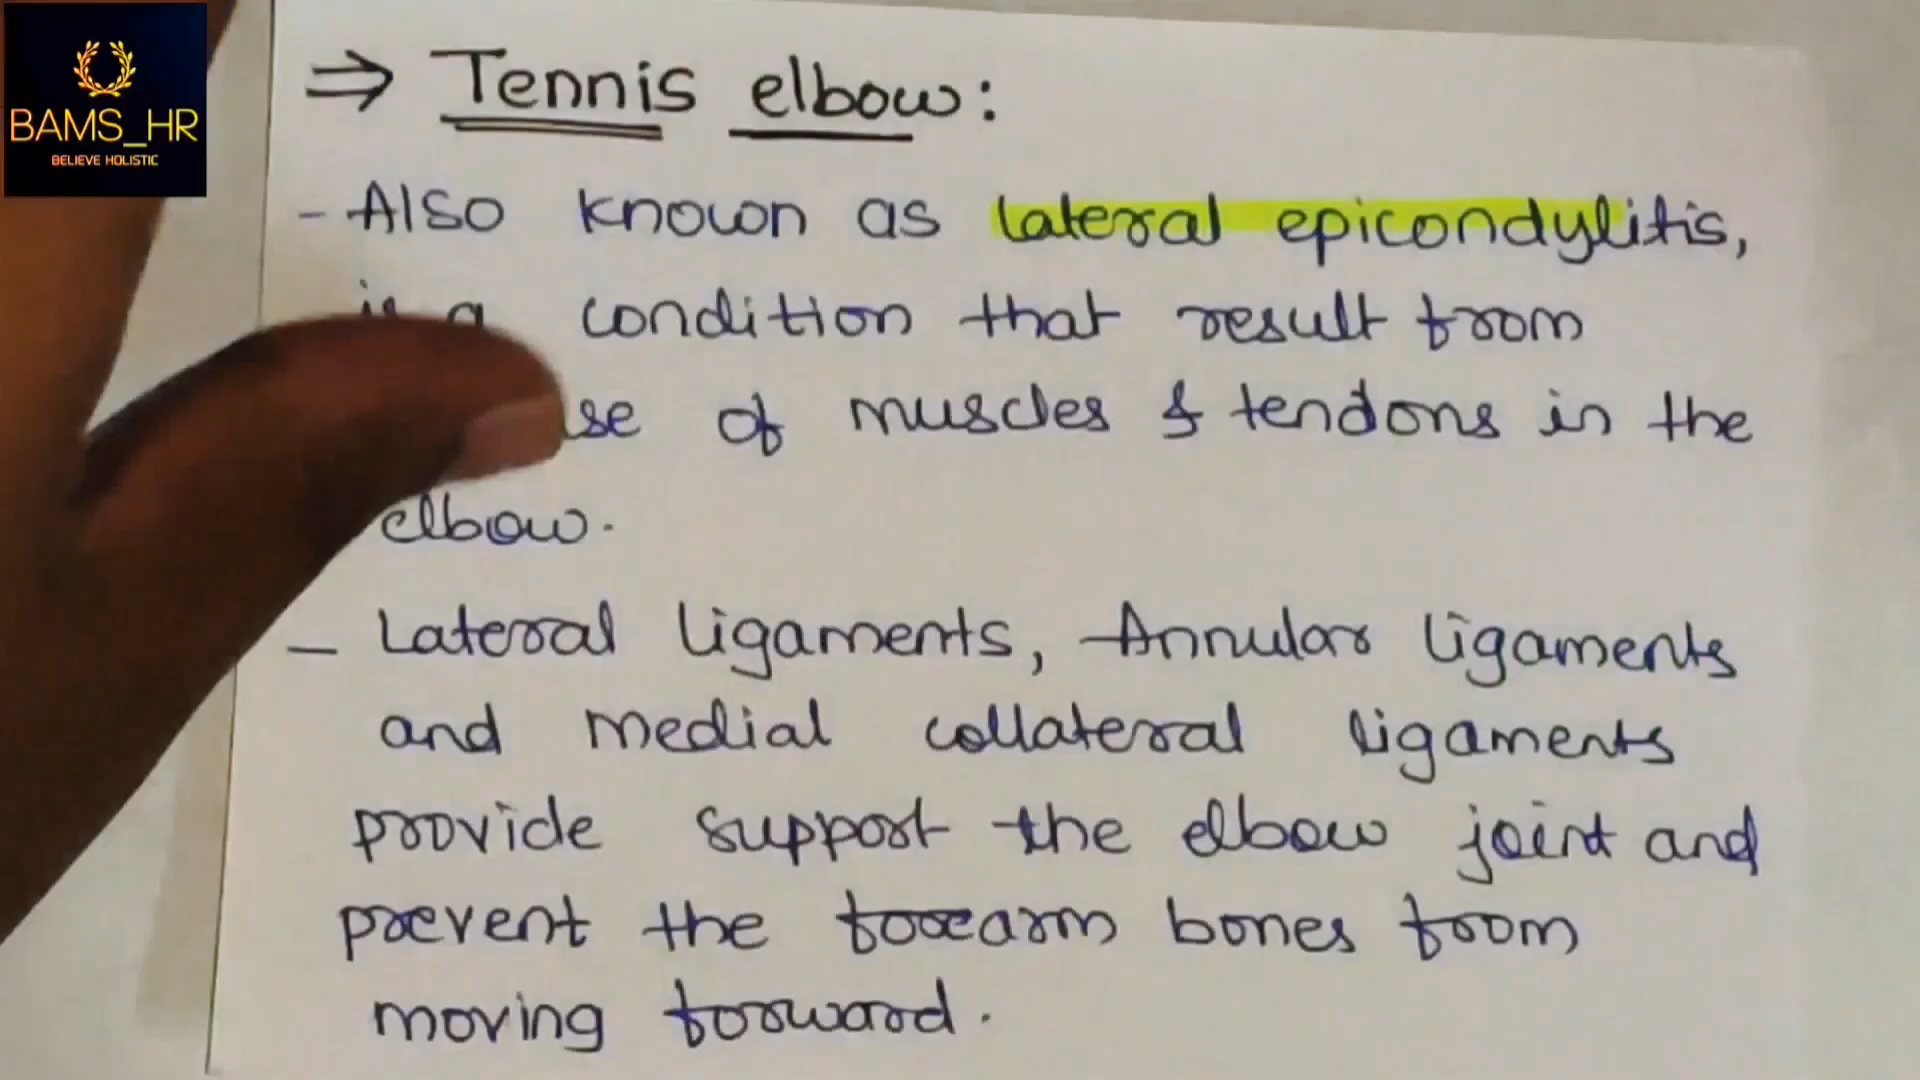 BAMS_HR
BELIEVE HOLISTIC
⇒ Tennis elbow:
- Also known as lateral epicondylitis,
is a condition that result from
of muscles & tendons in the
elbow.
- Lateral ligaments, Annular ligaments
and medial collateral ligaments
provide support the elbow joint and
prevent the forearm bones from
moving forward.